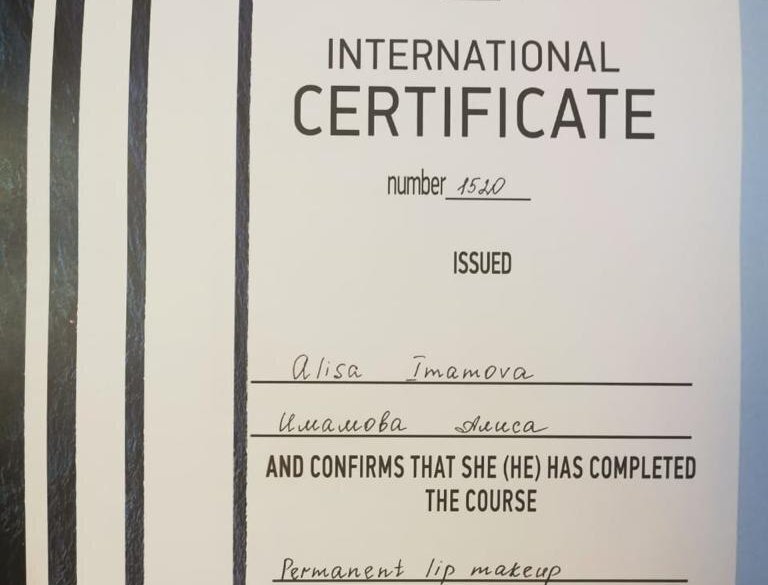 INTERNATIONAL
CERTIFICATE
number 1520
ISSUED
Alisa Imamova
Имамова Алиса
AND CONFIRMS THAT SHE (HE) HAS COMPLETED
THE COURSE
Permanent lip makeup